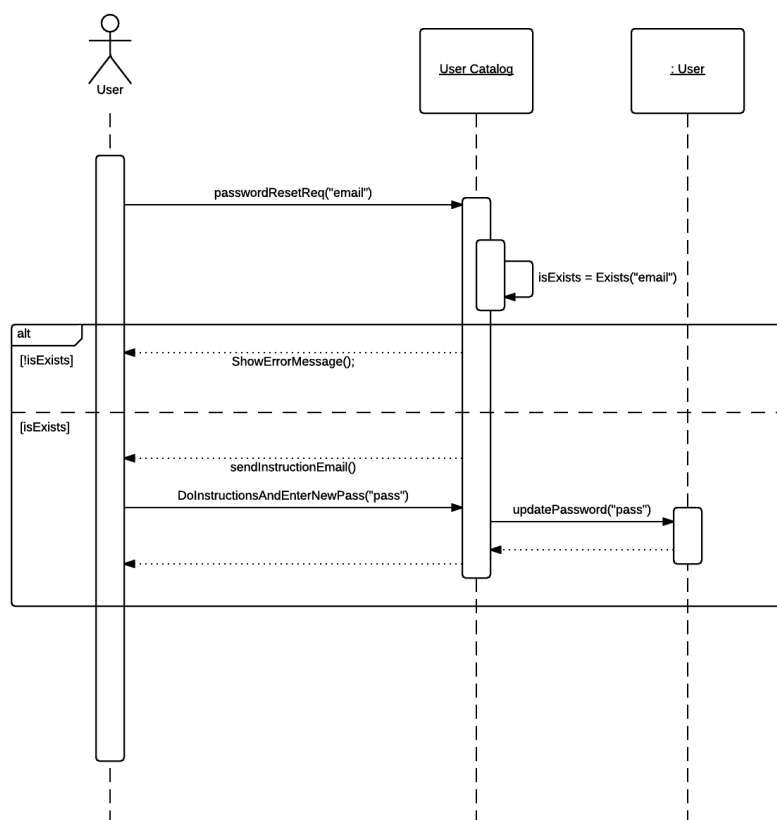 User
User Catalog
: User
passwordResetReq("email")
isExists = Exists("email")
alt
[!isExists]
ShowErrorMessage();
[isExists]
sendInstructionEmail()
DoInstructionsAndEnterNewPass("pass")
updatePassword("pass")